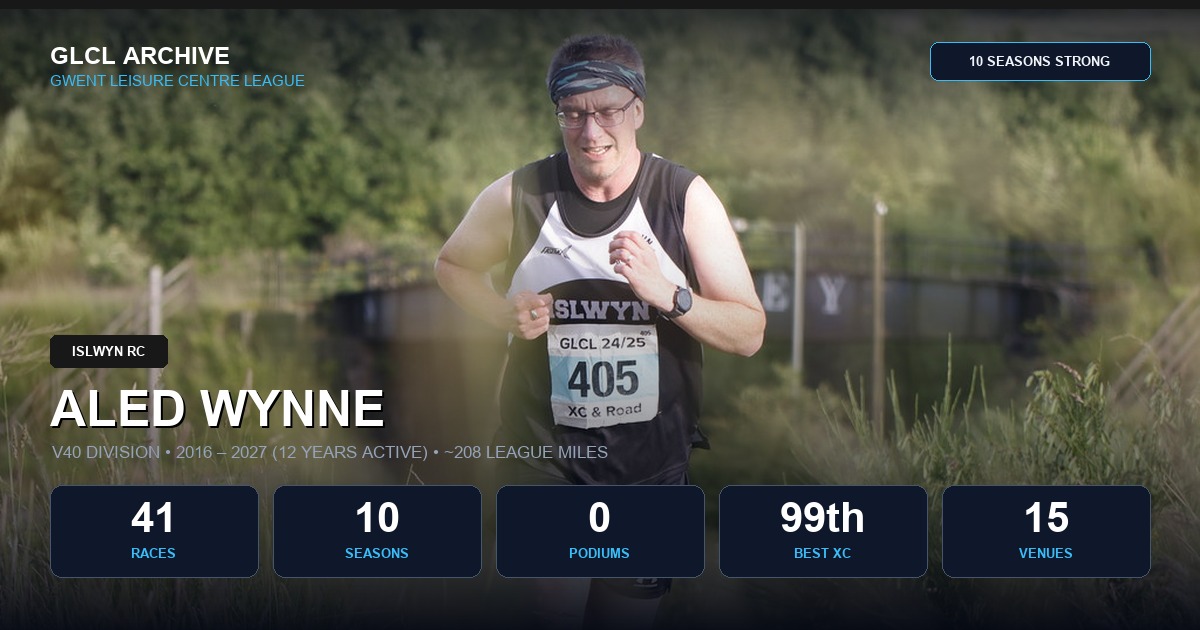 GLCL ARCHIVE
GWENT LEISURE CENTRE LEAGUE
10 SEASONS STRONG
E Y
ISLWYN
405
GLCL 24/25
405
XC & Road
ISLWYN RC
ALED WYNNE
V40 DIVISION • 2016 – 2027 (12 YEARS ACTIVE) • ~208 LEAGUE MILES
41
RACES
10
SEASONS
0
PODIUMS
99th
BEST XC
15
VENUES